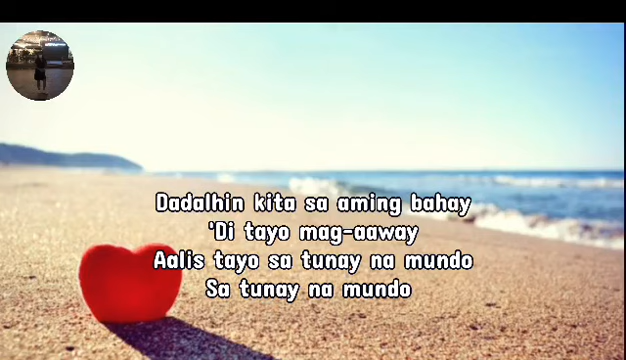 Dadalhin kita sa aming bahay
'Di tayo mag-aaway
Aalis tayo sa tunay na mundo
Sa tunay na mundo